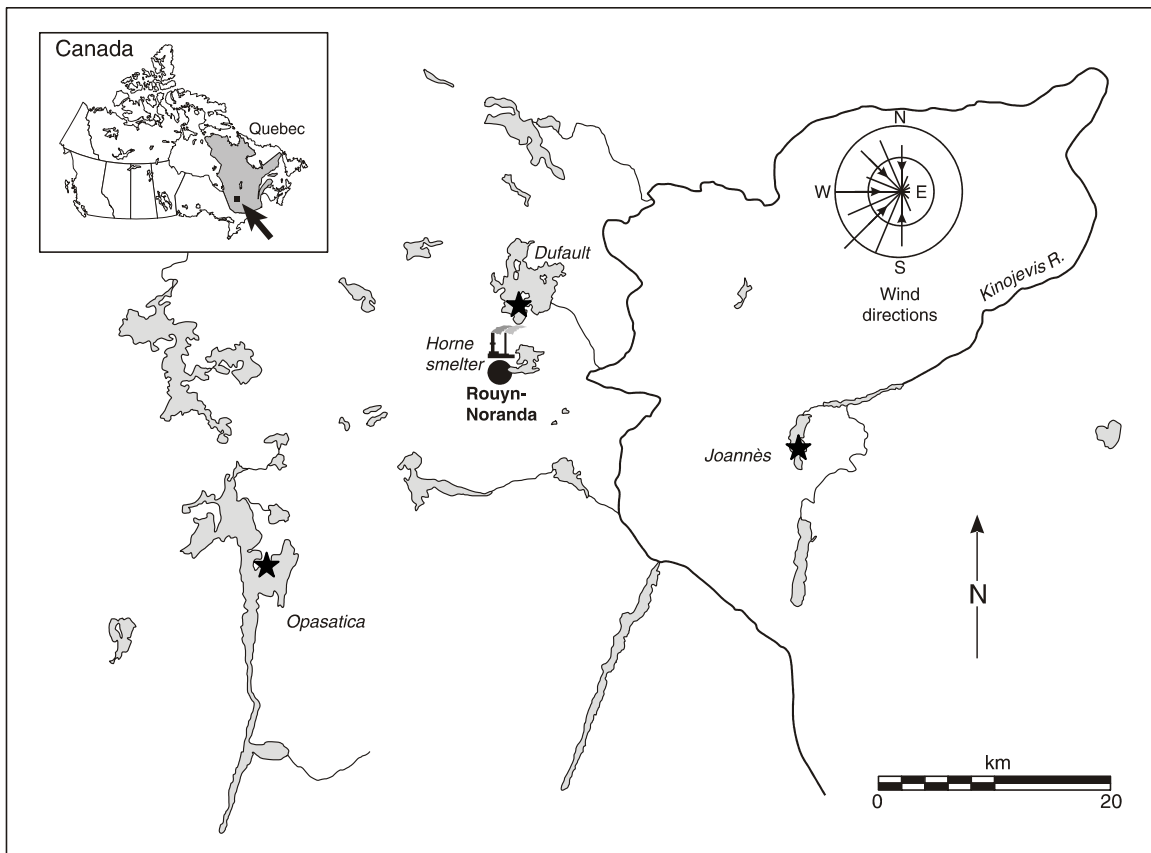 Canada
Quebec
N
W
E
S
Wind
directions
Kinojevis R.
Dufault
Horne
smelter
Rouyn-
Noranda
Joannès
Opasatica
N
km
0
20